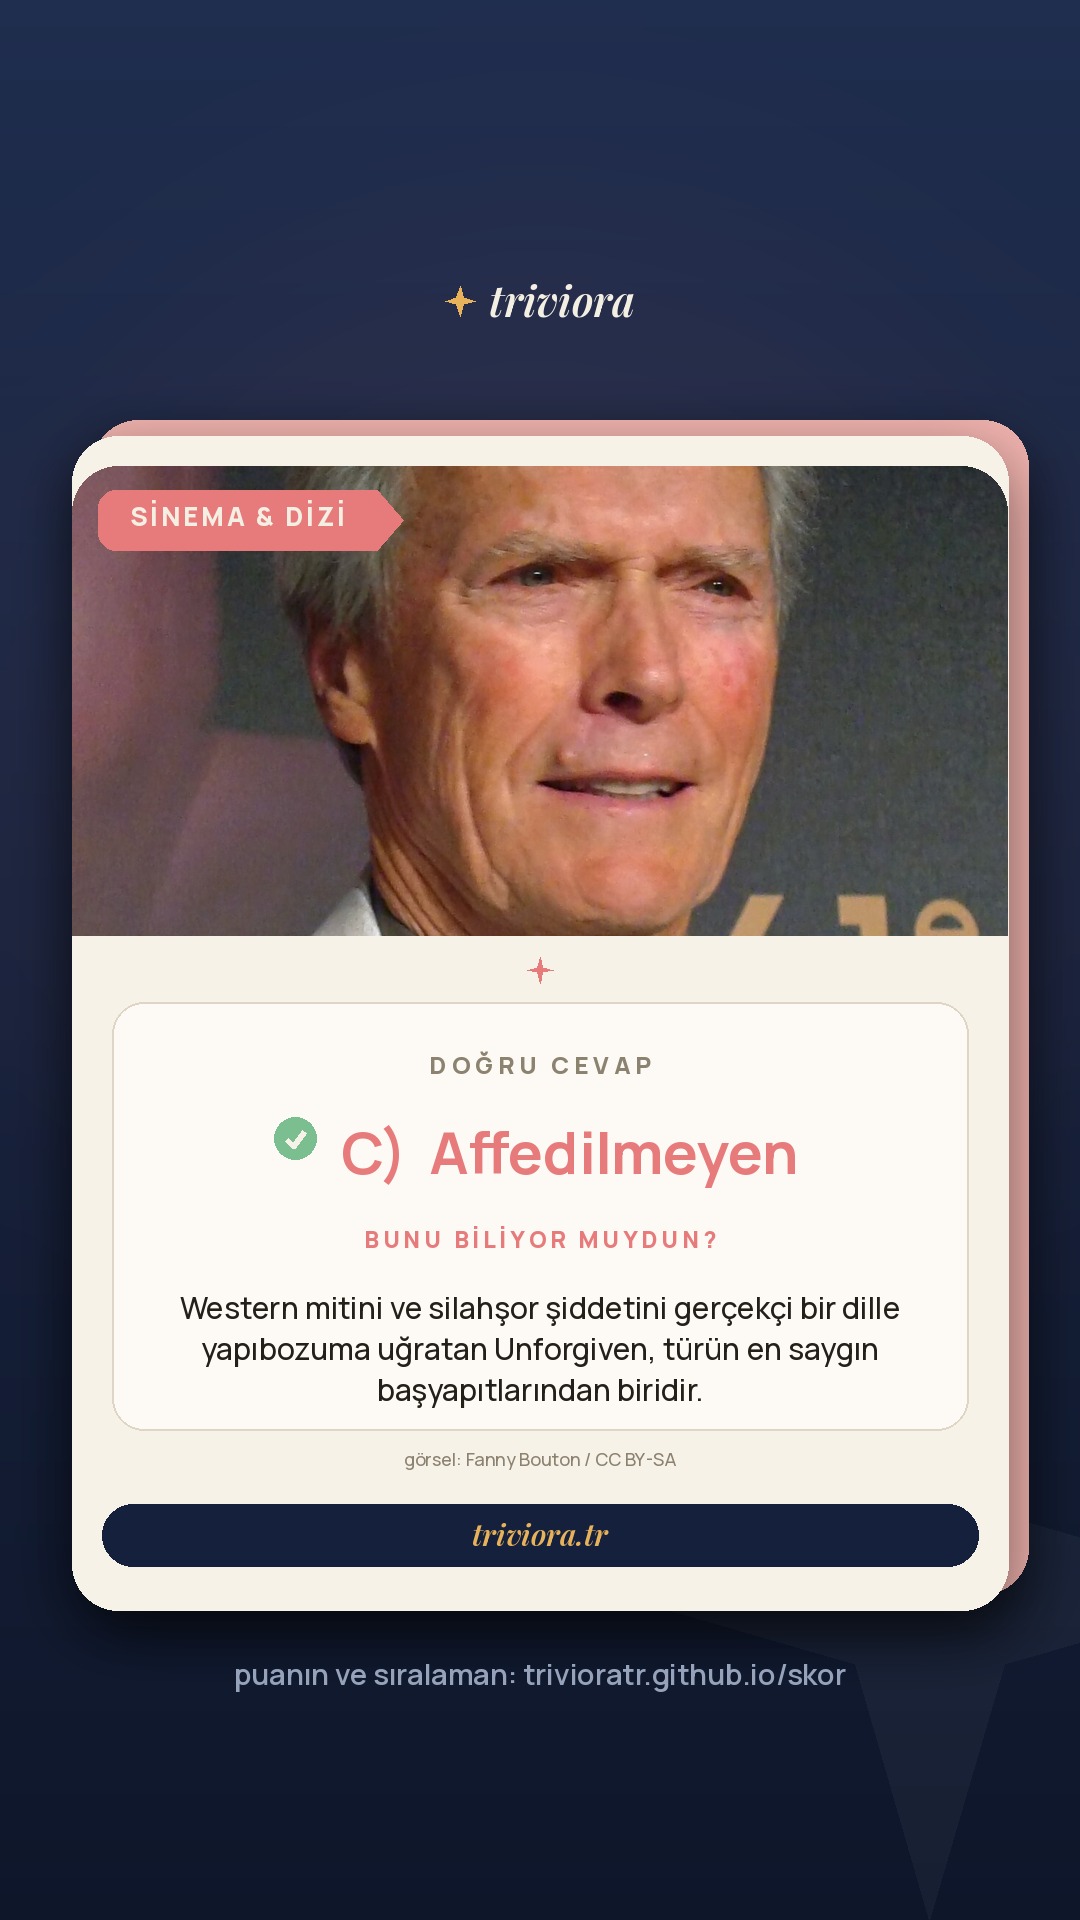 triviora
SİNEMA & DİZİ
1e
DOĞRU CEVAP
C) Affedilmeyen
BUNU BİLİYOR MUYDUN?
Western mitini ve silahşor şiddetini gerçekçi bir dille
yapıbozuma uğratan Unforgiven, türün en saygın
başyapıtlarından biridir.
görsel: Fanny Bouton / CC BY-SA
triviora.tr
puanın ve sıralaman: trivioratr.github.io/skor